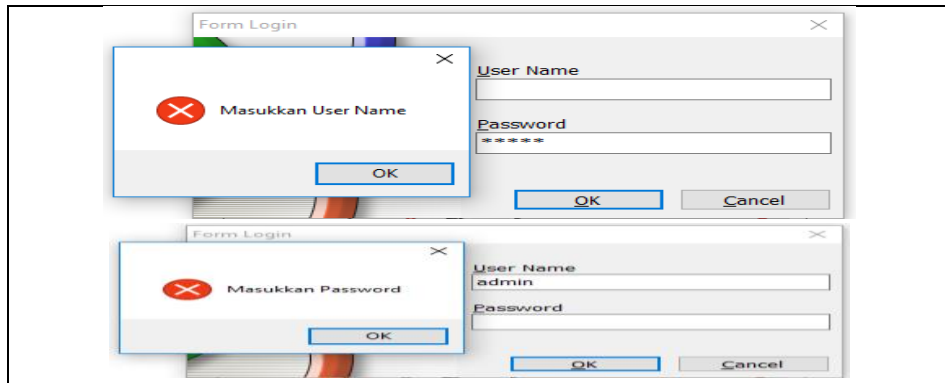 Form Login
User Name
Masukkan User Name
Password
*****
OK
OK
Cancel
Form Login
User Name
Masukkan Password
admin
Password
OK
OK
Cancel